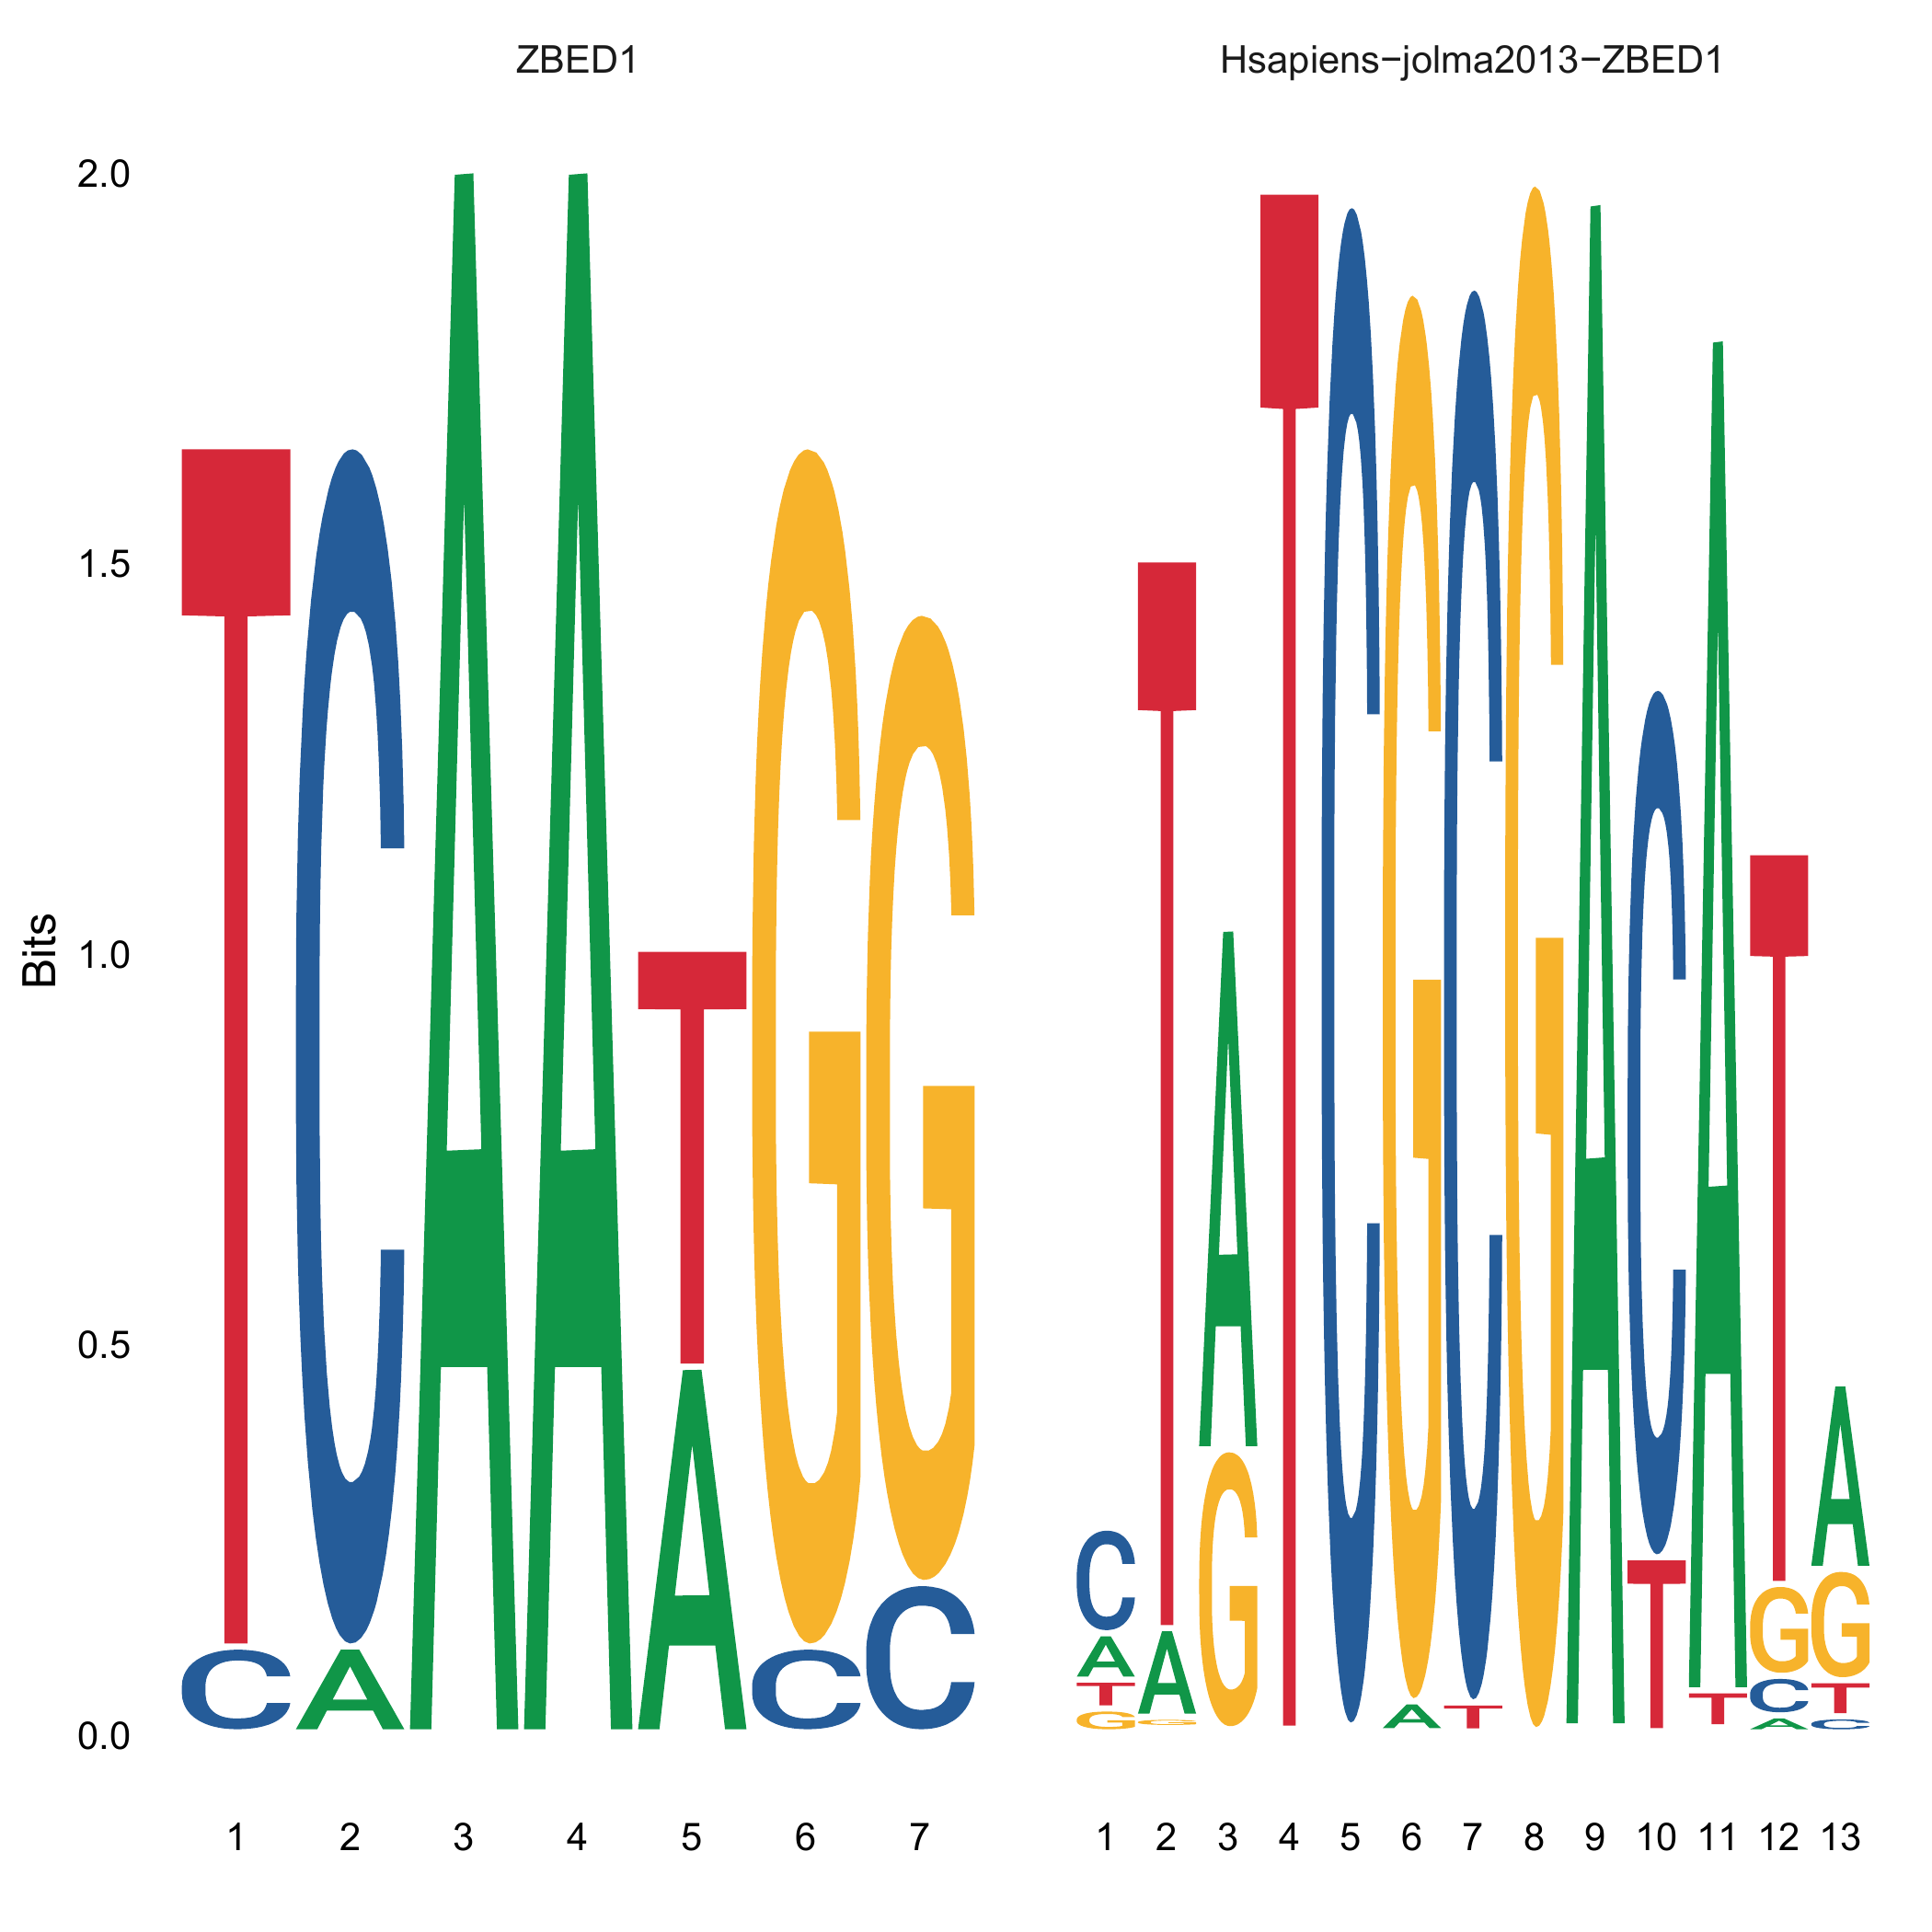 ZBED1 Hsapiens−jolma2013−ZBED1
2.0
1.5
1.0
0.5
0.0
Bits
T C A A T G G
C A A C C
C T A T C G C G A C A T A
A A G A T T T G G
T G C T
G A C
1 2 3 4 5 6 7 1 2 3 4 5 6 7 8 9 10 11 12 13